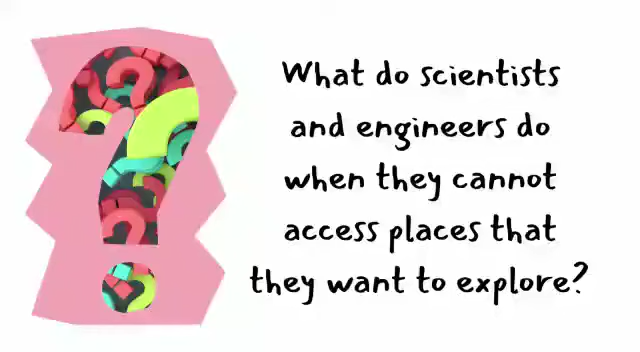 What do scientists
and engineers do
when they cannot
access places that
they want to explore?